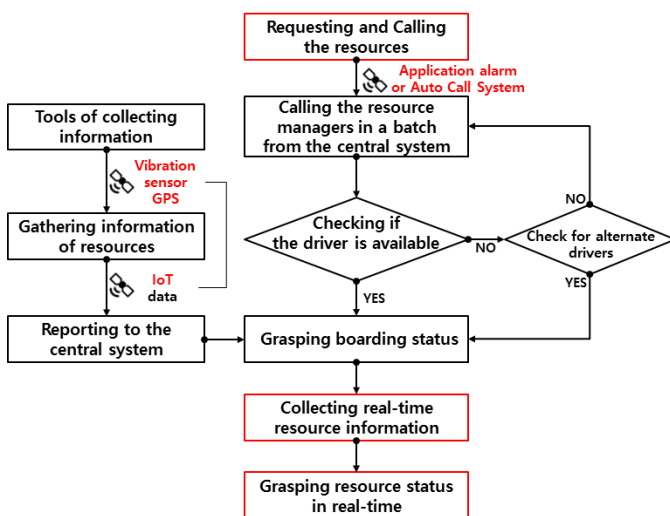 Requesting and Calling
the resources
Application alarm
or Auto Call System
Calling the resource
managers in a batch
from the central system
Tools of collecting
information
Vibration
sensor
GPS
Gathering information
of resources
IoT
data
Reporting to the
central system
Checking if
the driver is available
NO
Check for alternate
drivers
NO
YES
YES
Grasping boarding status
Collecting real-time
resource information
Grasping resource status
in real-time